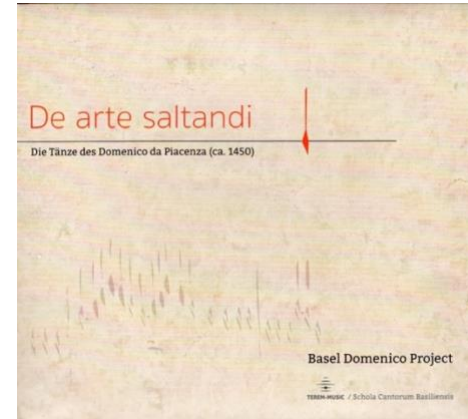 De arte saltandi
Die Tänze des Domenico da Piacenza (ca. 1450)
Basel Domenico Project
TEREM-MUSIC / Schola Cantorum Basiliensis